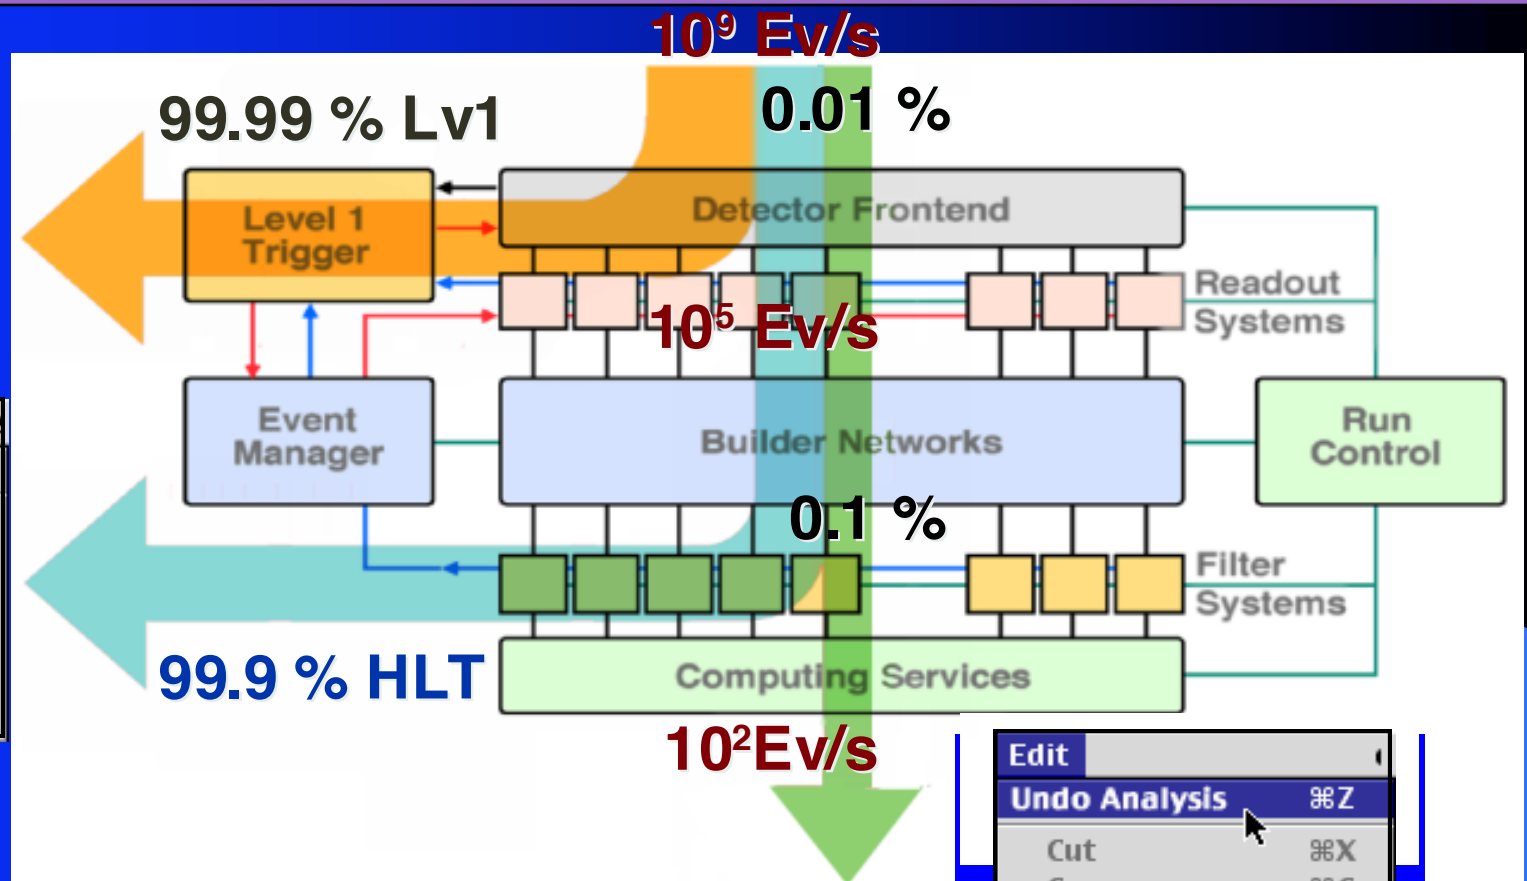 10⁹ Ev/s
99.99 % Lv1
0.01 %
Level 1
Trigger
Detector Frontend
Readout
Systems
10⁵ Ev/s
Event
Manager
Builder Networks
Run
Control
0.1 %
Filter
Systems
99.9 % HLT
Computing Services
10²Ev/s
Edit
Undo Analysis ⌘Z
Cut ⌘X